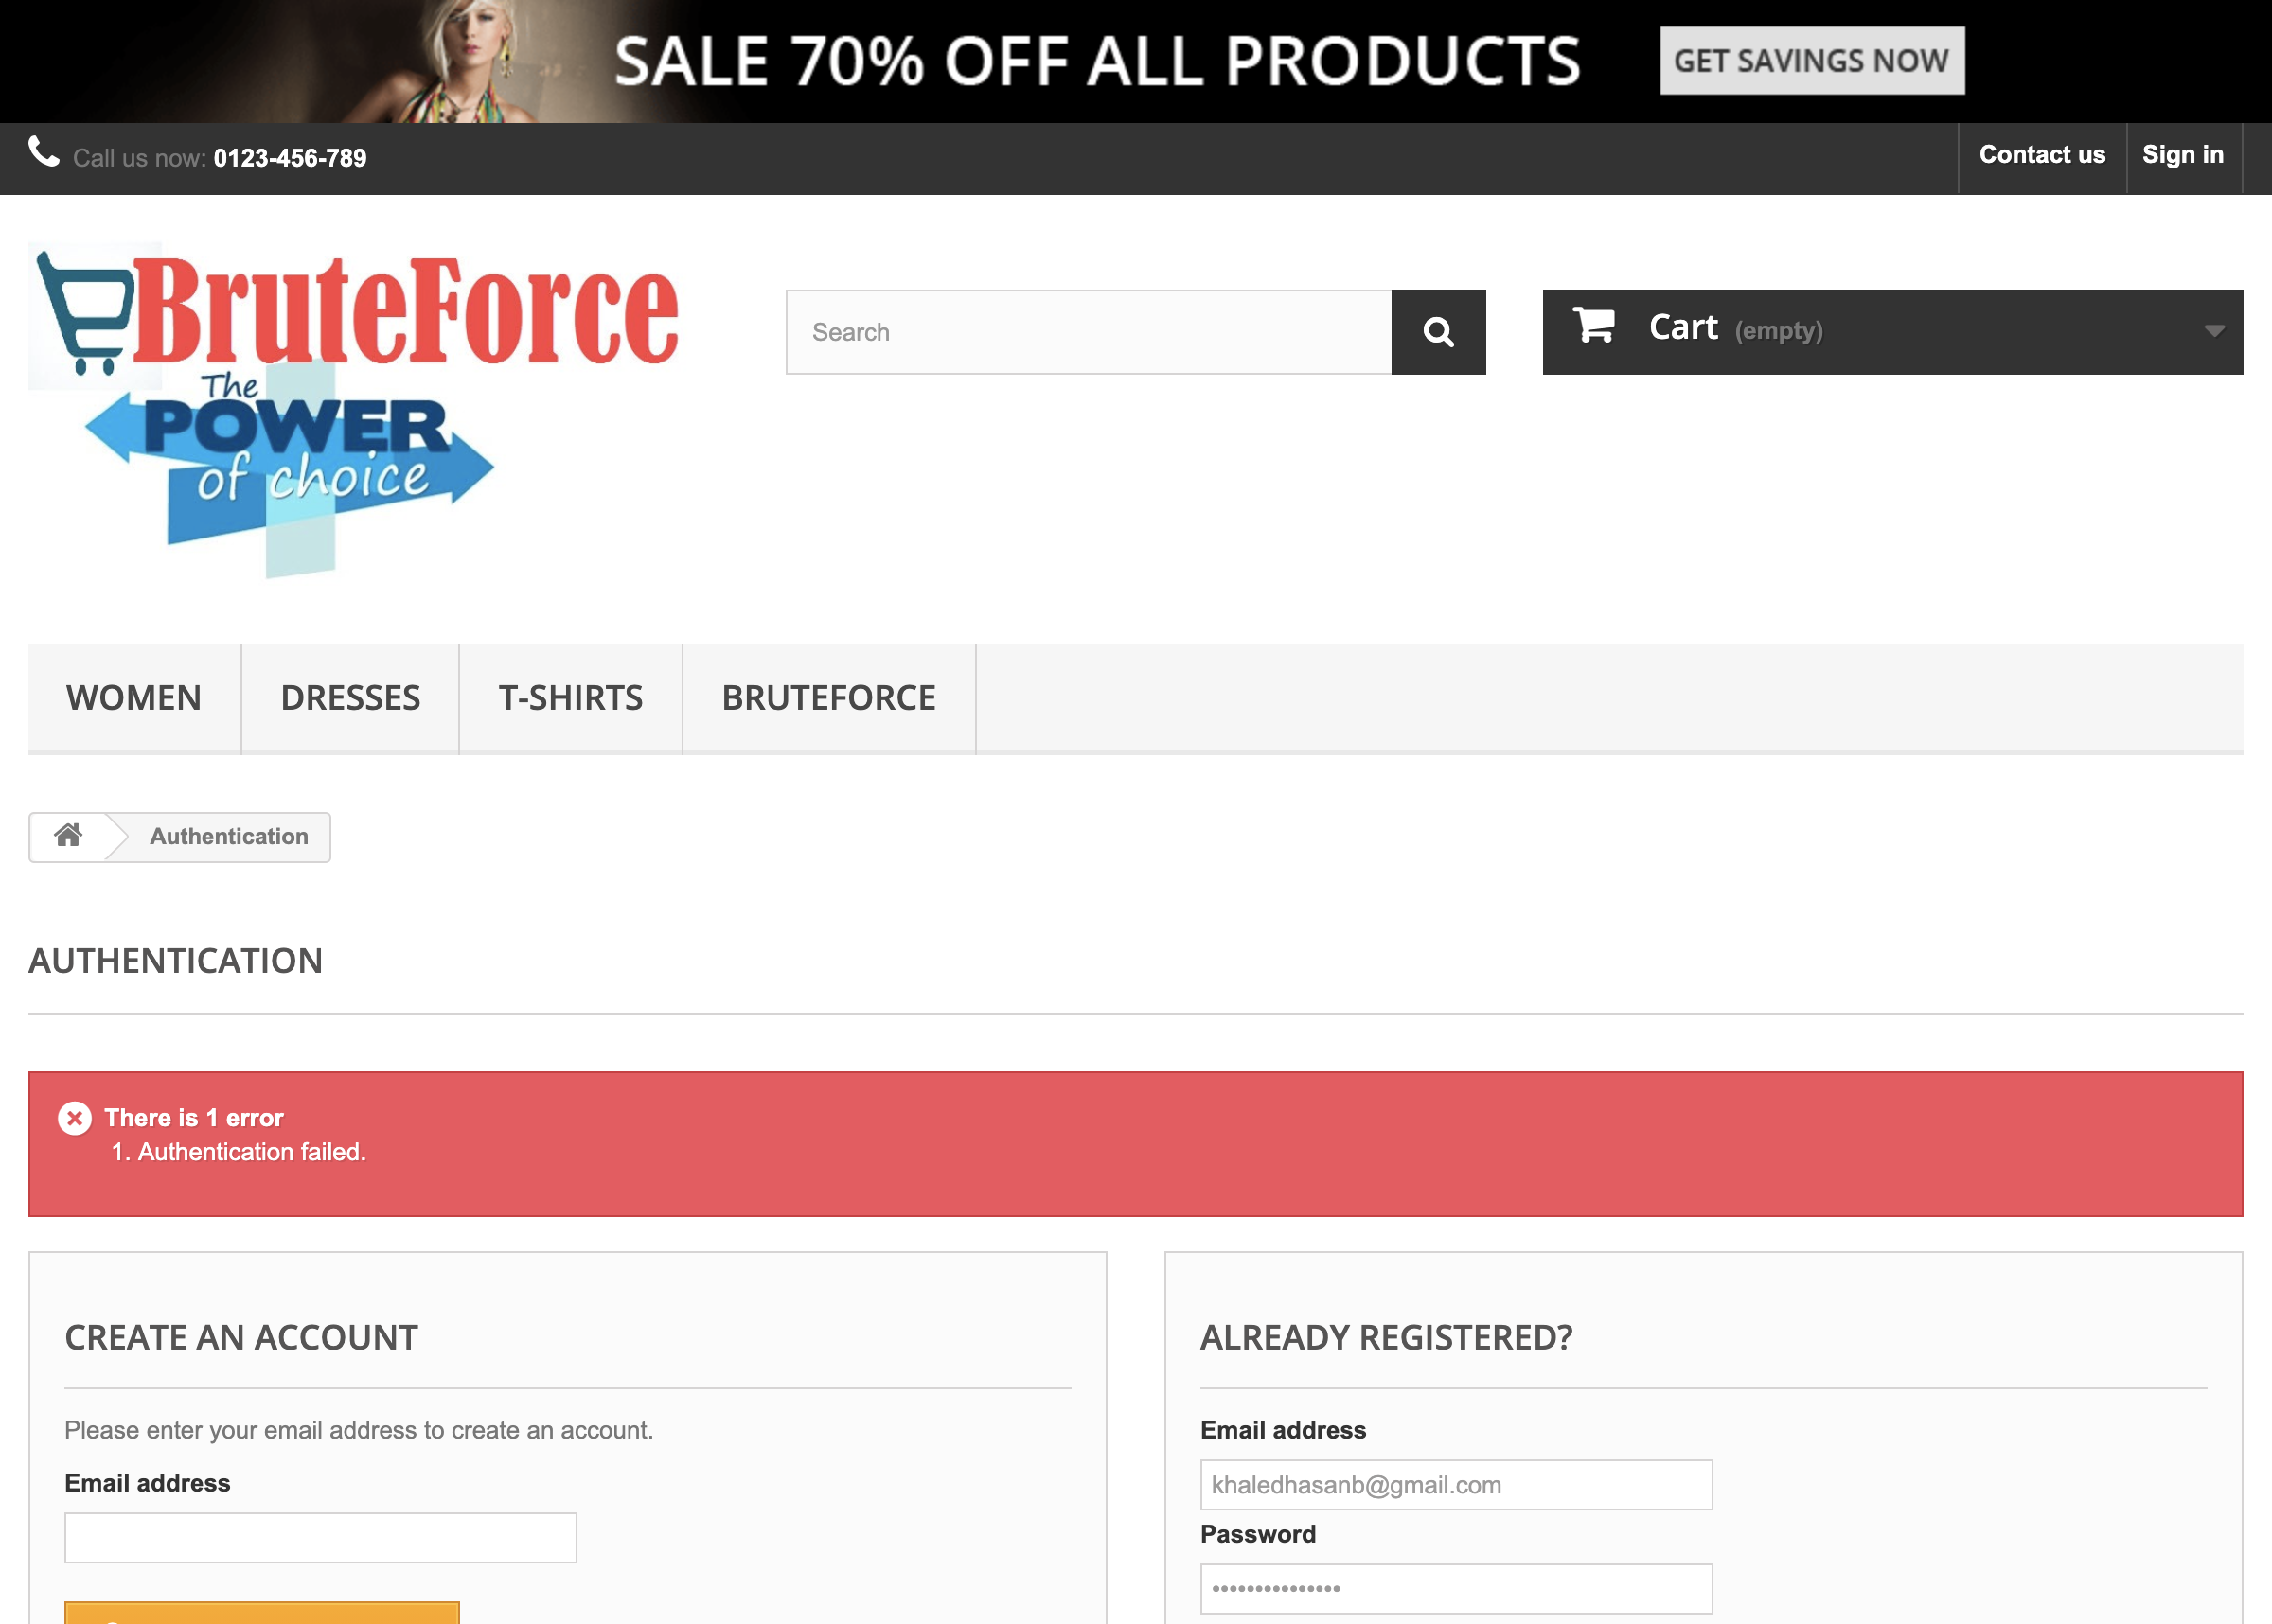 SALE 70% OFF ALL PRODUCTS
GET SAVINGS NOW
Call us now: 0123-456-789
Contact us
Sign in
BruteForce
The
POWER
of choice
Search
Cart (empty)
WOMEN
DRESSES
T-SHIRTS
BRUTEFORCE
Authentication
AUTHENTICATION
There is 1 error
1. Authentication failed.
CREATE AN ACCOUNT
Please enter your email address to create an account.
Email address
ALREADY REGISTERED?
Email address
khaledhasanb@gmail.com
Password